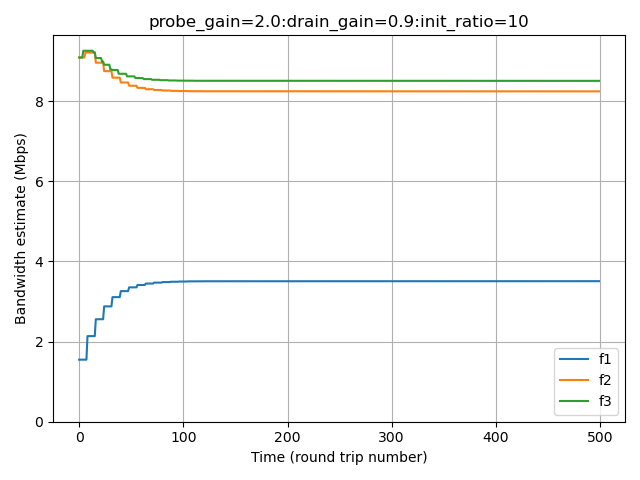 probe_gain=2.0:drain_gain=0.9:init_ratio=10
Bandwidth estimate (Mbps)
8
6
4
2
0
0 100 200 300 400 500
Time (round trip number)
f1
f2
f3